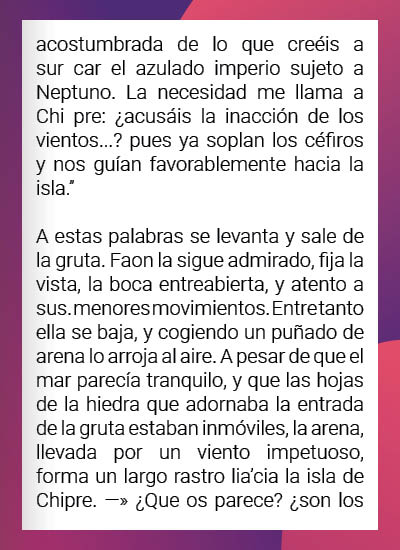 acostumbrada de lo que creéis a
sur car el azulado imperio sujeto a
Neptuno. La necesidad me llama a
Chi pre: ¿acusáis la inacción de los
vientos...? pues ya soplan los céfiros
y nos guían favorablemente hacia la
isla.”
A estas palabras se levanta y sale de
la gruta. Faon la sigue admirado, fija la
vista, la boca entreabierta, y atento a
sus. menores movimientos. Entretanto
ella se baja, y cogiendo un puñado de
arena lo arroja al aire. A pesar de que el
mar parecía tranquilo, y que las hojas
de la hiedra que adornaba la entrada
de la gruta estaban inmóviles, la arena,
llevada por un viento impetuoso,
forma un largo rastro lia’cia la isla de
Chipre. —» ¿Que os parece? ¿son los